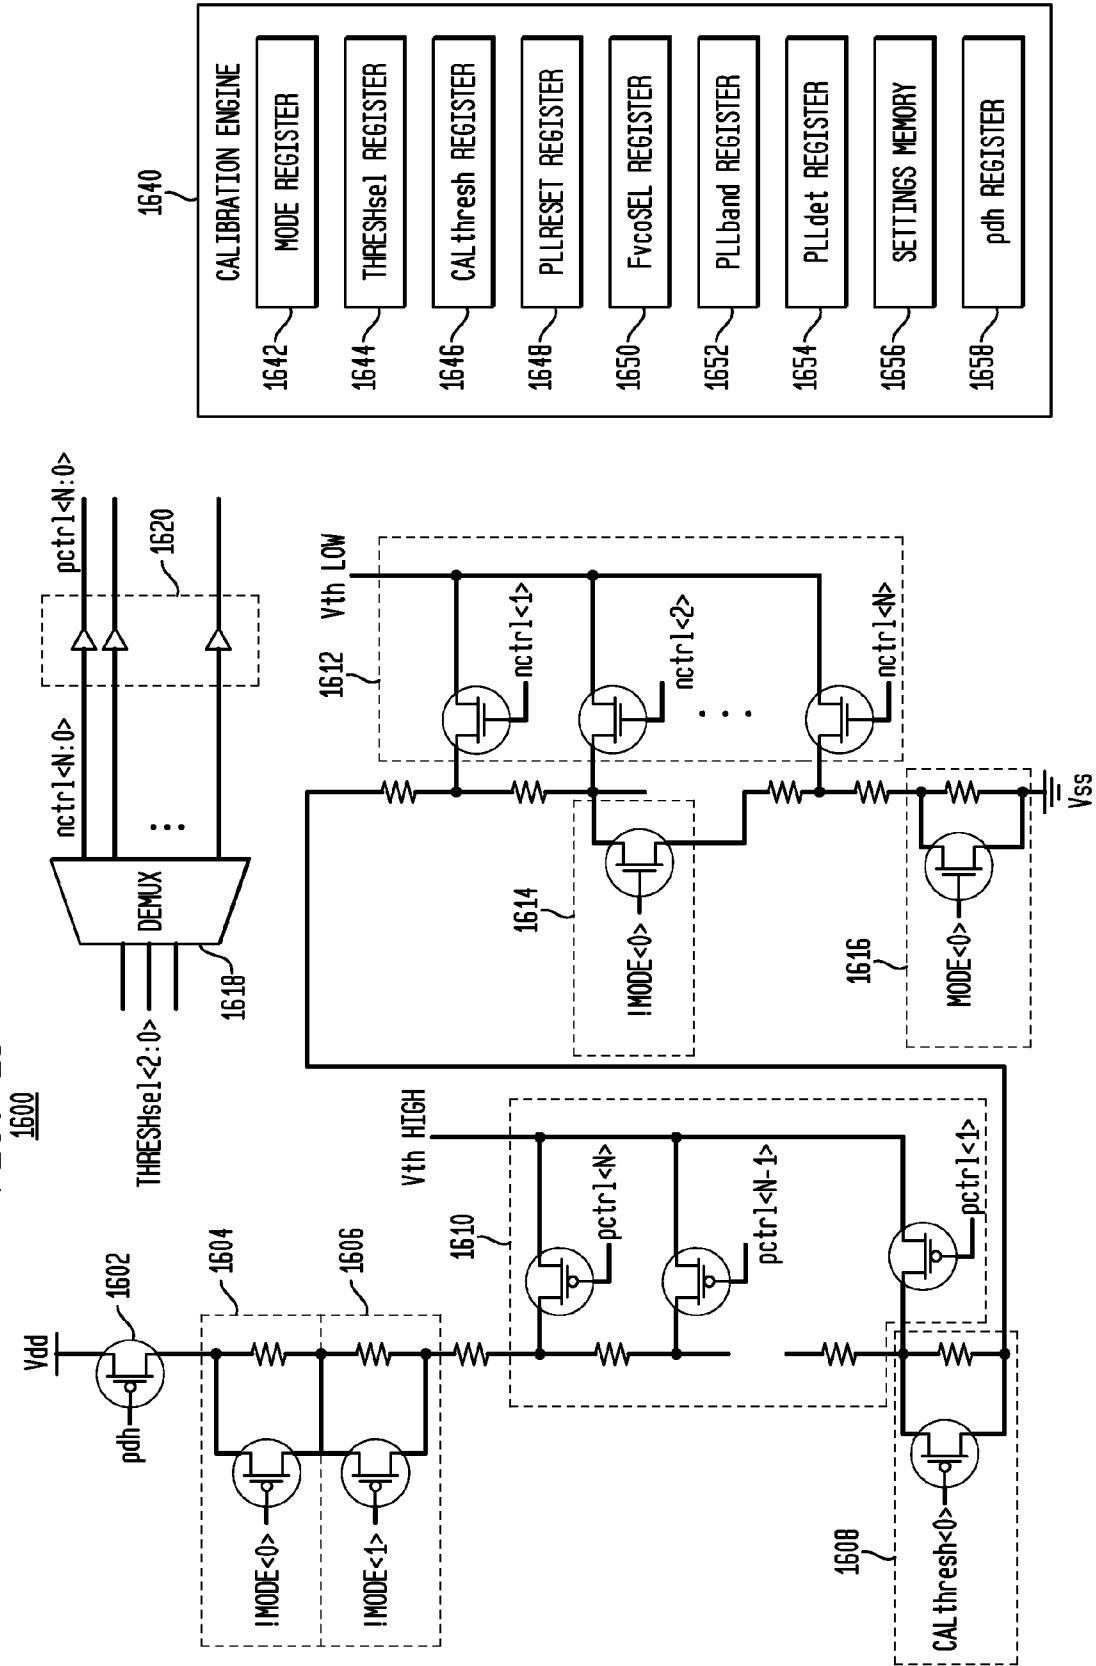 1600
THRESHsel<2:0>
DEMUX
1618
nctrl<N:0>
pctrl<N:0>
...
1620
Vdd
pdh
1602
1604
!MODE<0>
1606
!MODE<1>
Vth HIGH
1610
pctrl<N>
pctrl<N-1>
pctrl<1>
1608
CALthresh<0>
Vth LOW
1612
nctrl<1>
nctrl<2>
...
nctrl<N>
1614
!MODE<0>
1616
MODE<0>
Vss
1640
CALIBRATION ENGINE
1642
MODE REGISTER
1644
THRESHsel REGISTER
1646
CALthresh REGISTER
1648
PLLRESET REGISTER
1650
FvcoSEL REGISTER
1652
PLLband REGISTER
1654
PLLdet REGISTER
1656
SETTINGS MEMORY
1658
pdh REGISTER